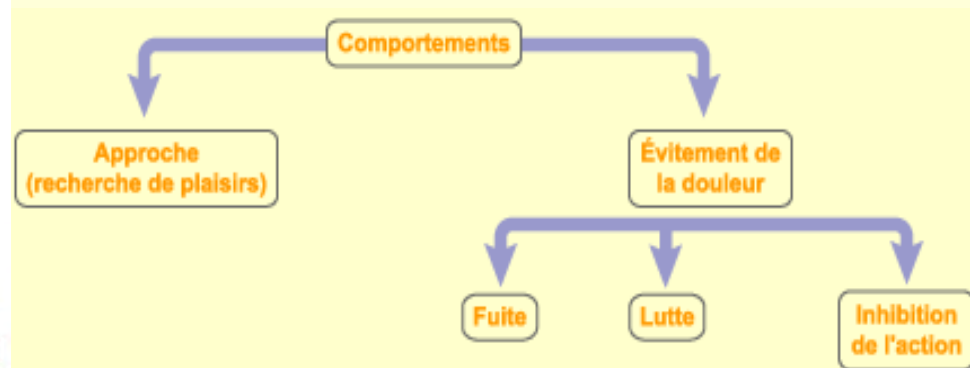 Comportements
Approche
(recherche de plaisirs)
Évitement de
la douleur
Fuite
Lutte
Inhibition
de l'action